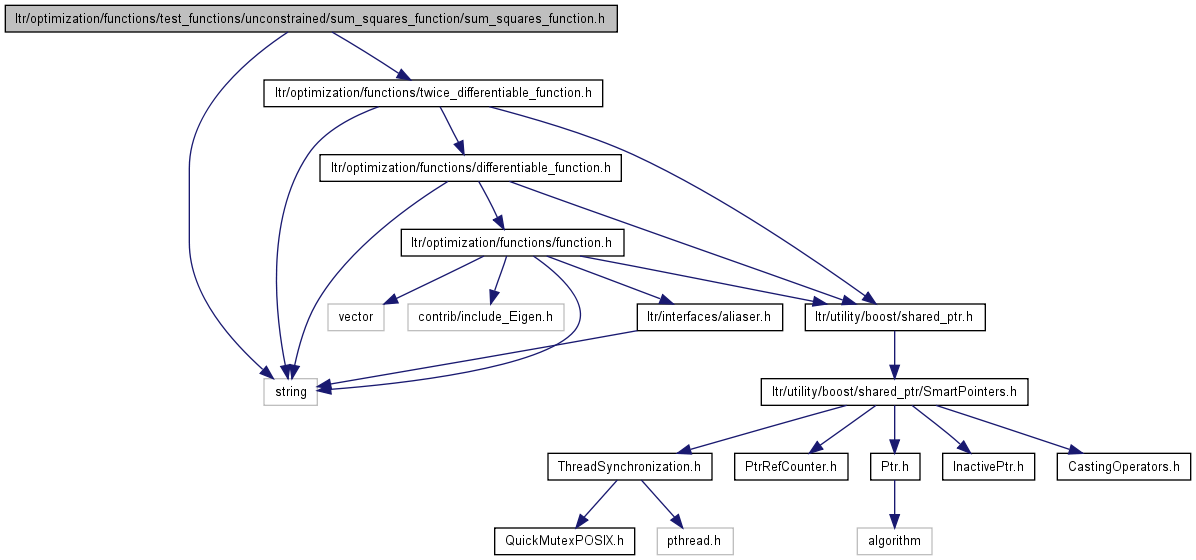 ltr/optimization/functions/test_functions/unconstrained/sum_squares_function/sum_squares_function.h
ltr/optimization/functions/twice_differentiable_function.h
ltr/optimization/functions/differentiable_function.h
ltr/optimization/functions/function.h
vector
contrib/include_Eigen.h
ltr/interfaces/aliaser.h
ltr/utility/boost/shared_ptr.h
string
ltr/utility/boost/shared_ptr/SmartPointers.h
ThreadSynchronization.h
PtrRefCounter.h
Ptr.h
InactivePtr.h
CastingOperators.h
QuickMutexPOSIX.h
pthread.h
algorithm